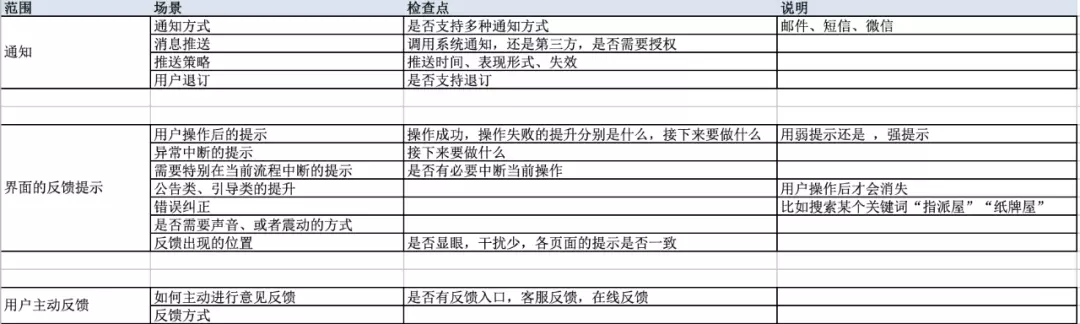 范围 场景 检查点 说明
通知 通知方式 是否支持多种通知方式 邮件、短信、微信
消息推送 调用系统通知，还是第三方，是否需要授权
推送策略 推送时间、表现形式、失效
用户退订 是否支持退订
界面的反馈提示 用户操作后的提示 操作成功，操作失败的提升分别是什么，接下来要做什么 用弱提示还是 ，强提示
异常中断的提示 接下来要做什么
需要特别在当前流程中断的提示 是否有必要中断当前操作
公告类、引导类的提升 用户操作后才会消失
错误纠正 比如搜索某个关键词“指派屋”“纸牌屋”
是否需要声音、或者震动的方式
反馈出现的位置 是否显眼，干扰少，各页面的提示是否一致
用户主动反馈 如何主动进行意见反馈 是否有反馈入口，客服反馈，在线反馈
反馈方式